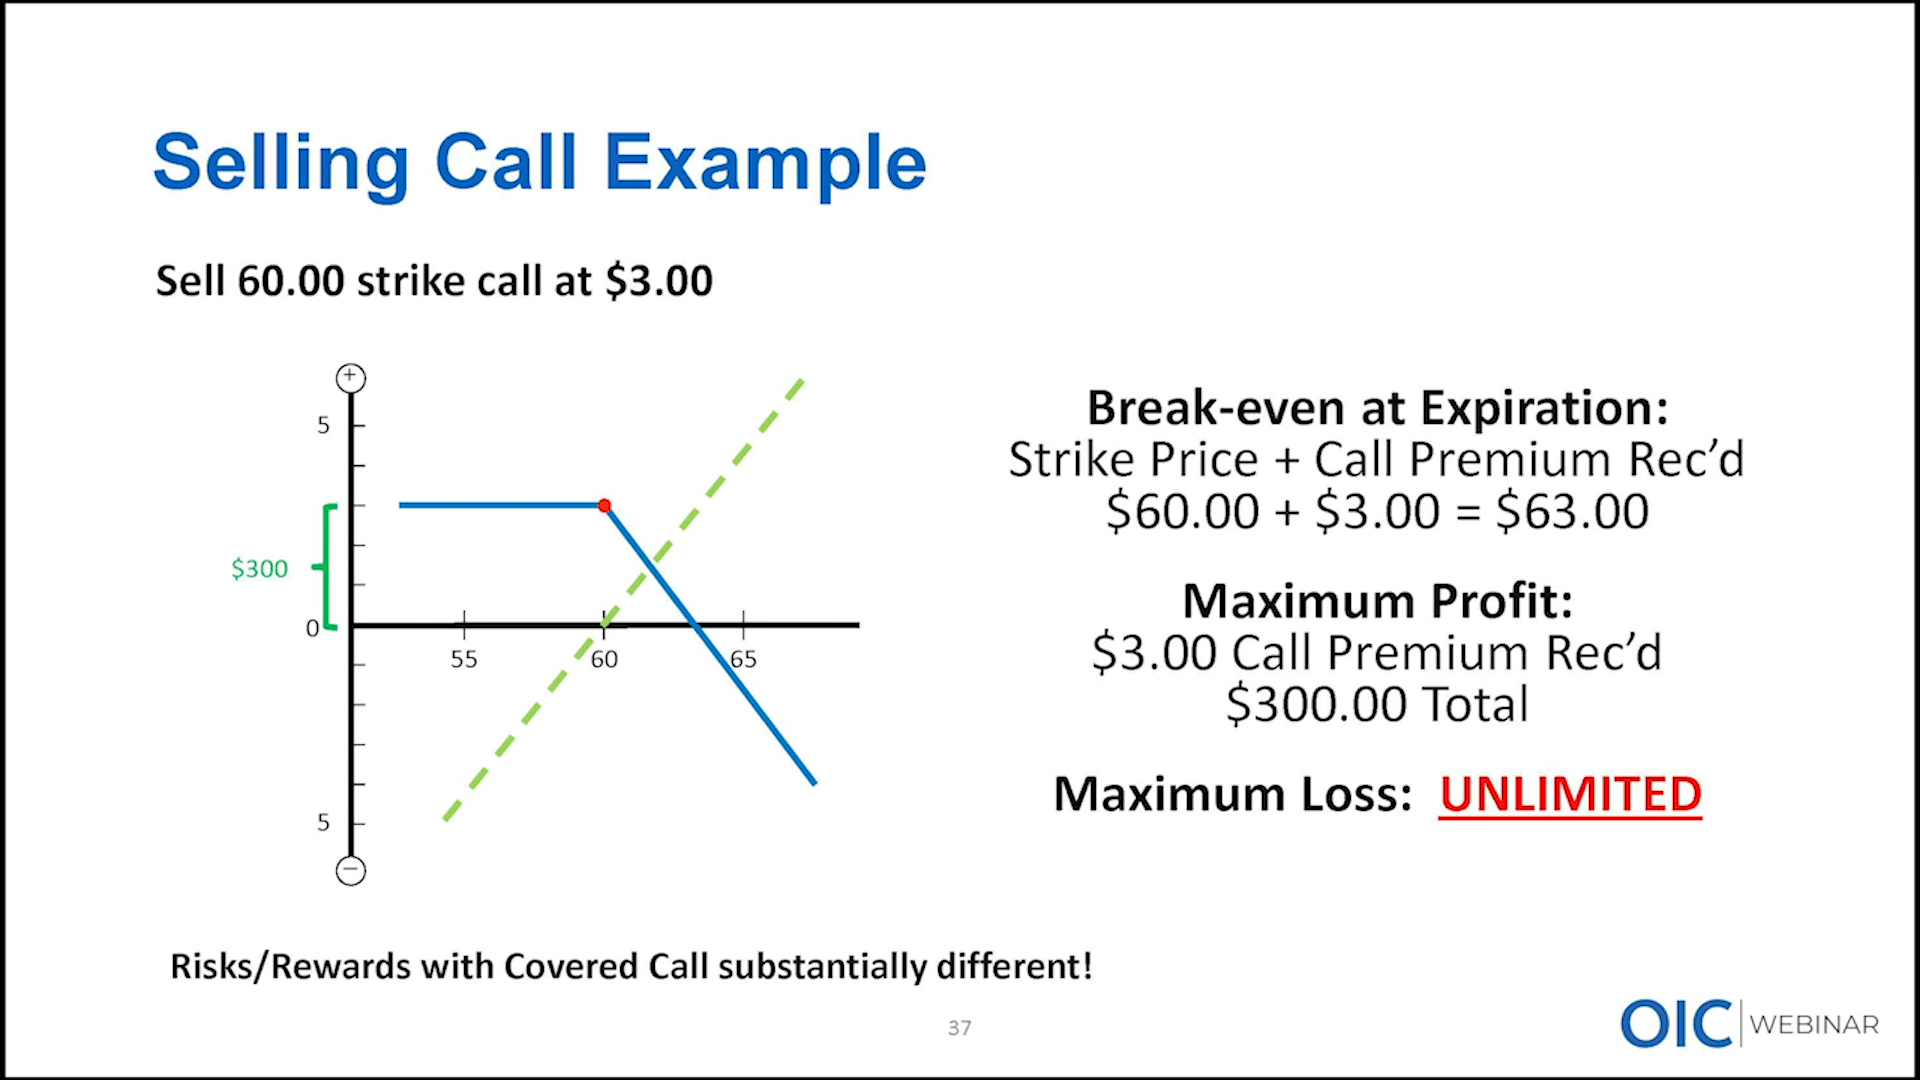 Selling Call Example
Sell 60.00 strike call at $3.00
+
5
$300
0
55 60 65
5
−
Break-even at Expiration:
Strike Price + Call Premium Rec’d
$60.00 + $3.00 = $63.00
Maximum Profit:
$3.00 Call Premium Rec’d
$300.00 Total
Maximum Loss: UNLIMITED
Risks/Rewards with Covered Call substantially different!
37
OIC WEBINAR